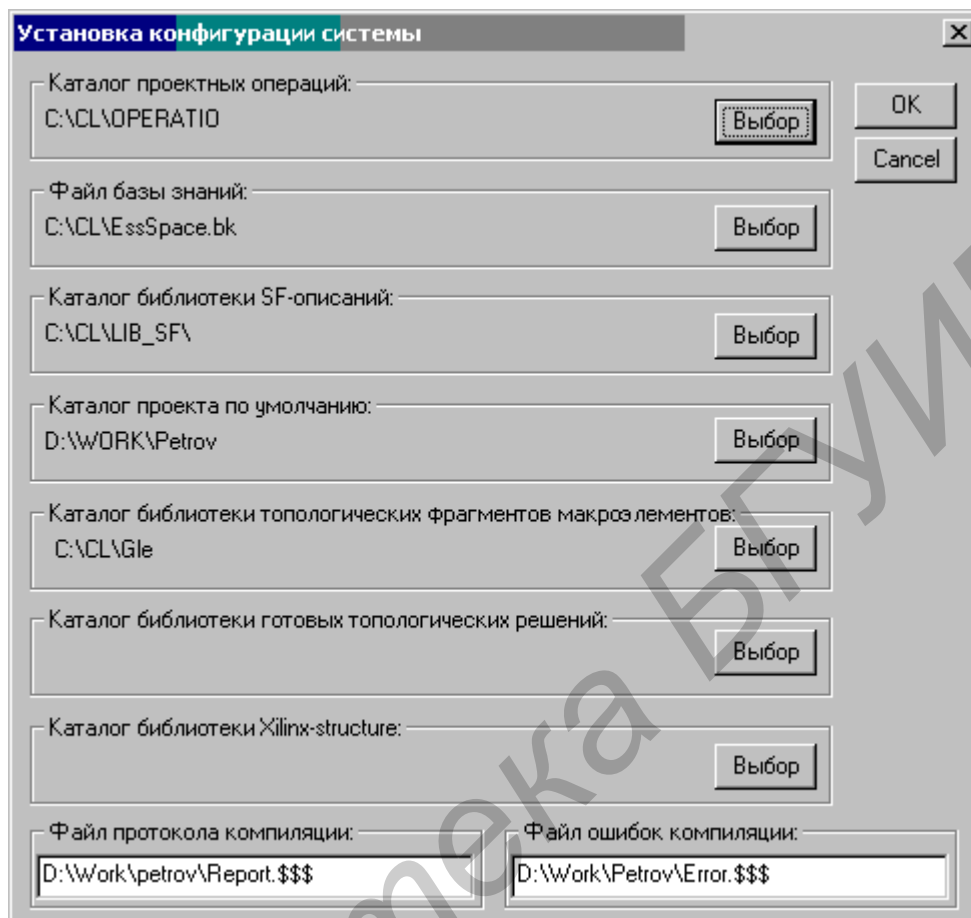 Установка конфигурации системы
Каталог проектных операций:
C:\CL\OPERATIO
Выбор
OK
Cancel
Файл базы знаний:
C:\CL\EssSpace.bk
Выбор
Каталог библиотеки SF-описаний:
C:\CL\LIB_SF\
Выбор
Каталог проекта по умолчанию:
D:\WORK\Petrov
Выбор
Каталог библиотеки топологических фрагментов макроэлементов:
C:\CL\Gle
Выбор
Каталог библиотеки готовых топологических решений:
Выбор
Каталог библиотеки Xilinx-structure:
Выбор
Файл протокола компиляции:
D:\Work\petrov\Report.$$$
Файл ошибок компиляции:
D:\Work\Petrov\Error.$$$